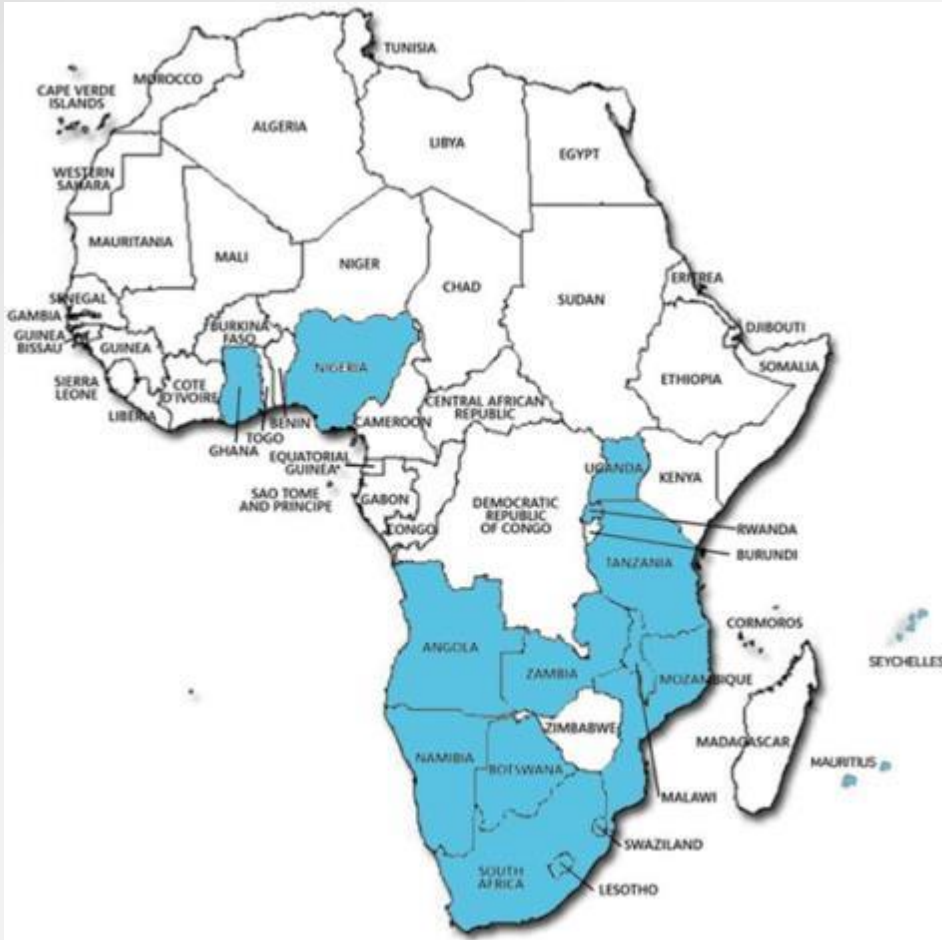 TUNISIA
MOROCCO
CAPE VERDE
ISLANDS
ALGERIA
LIBYA
EGYPT
WESTERN
SAHARA
MAURITANIA
MALI
NIGER
CHAD
SUDAN
ERITREA
SENEGAL
GAMBIA
GUINEA
BISSAU
GUINEA
BURKINA
FASO
DJIBOUTI
SOMALIA
NIGERIA
ETHIOPIA
SIERRA
LEONE
COTE
D'IVOIRE
LIBERIA
CENTRAL AFRICAN
REPUBLIC
BENIN
CAMEROON
TOGO
GHANA
EQUATORIAL
GUINEA
UGANDA
KENYA
SAO TOME
AND PRINCIPE
GABON
DEMOCRATIC
REPUBLIC
OF CONGO
CONGO
RWANDA
BURUNDI
TANZANIA
CORMOROS
ANGOLA
SEYCHELLES
ZAMBIA
MOZAMBIQUE
ZIMBABWE
MADAGASCAR
NAMIBIA
BOTSWANA
MAURITIUS
MALAWI
SWAZILAND
SOUTH
AFRICA
LESOTHO